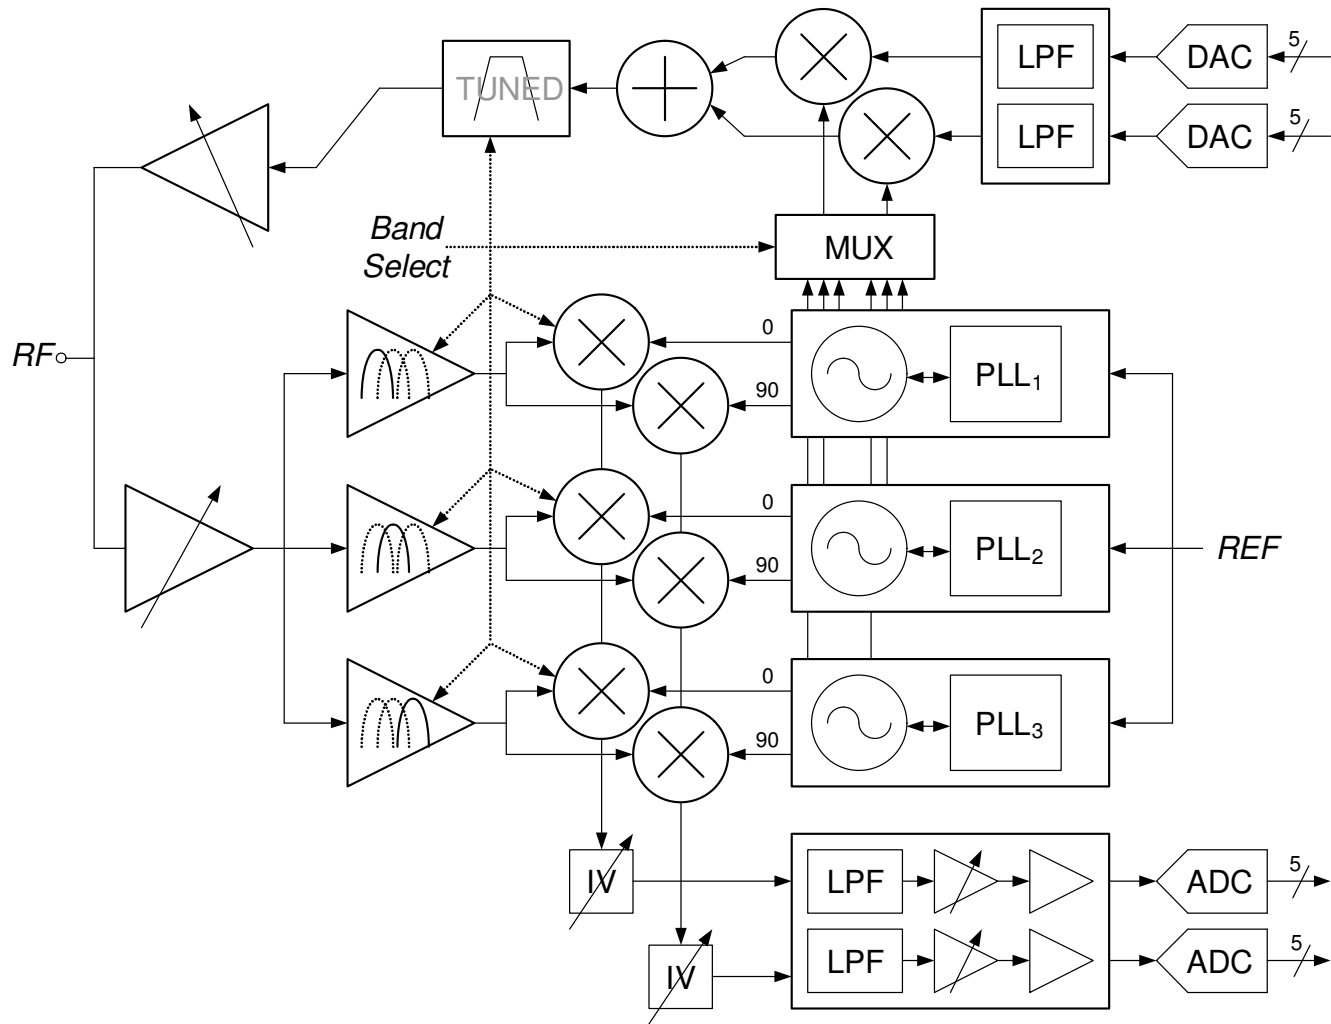 LPF DAC 5
TUNED
LPF DAC 5
Band
Select
MUX
RF
0
PLL1
90
0
PLL2
REF
90
0
PLL3
90
IV LPF ADC 5
IV LPF ADC 5